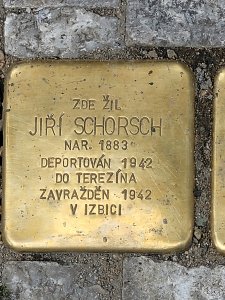 ZDE ŽIL
JIŘÍ SCHORSCH
NAR. 1883
DEPORTOVÁN 1942
DO TEREZÍNA
ZAVRAŽDĚN 1942
V IZBICI